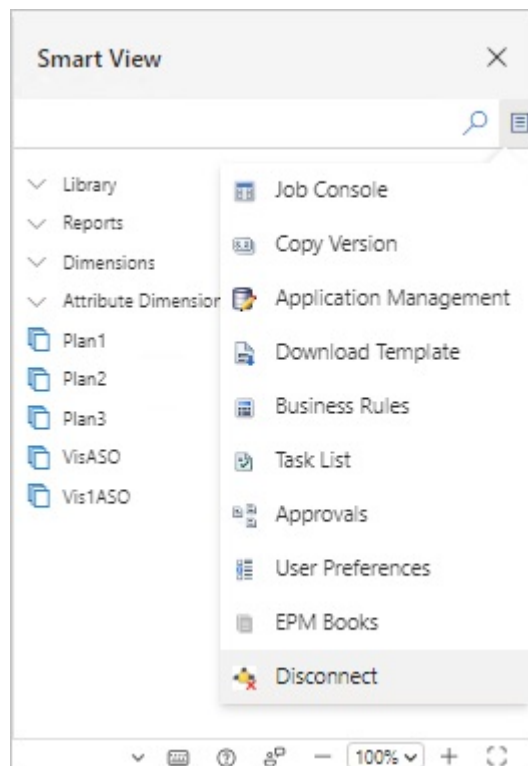 Smart View
Library
Reports
Dimensions
Attribute Dimension
Plan1
Plan2
Plan3
VisASO
Vis1ASO
Job Console
Copy Version
Application Management
Download Template
Business Rules
Task List
Approvals
User Preferences
EPM Books
Disconnect
100%